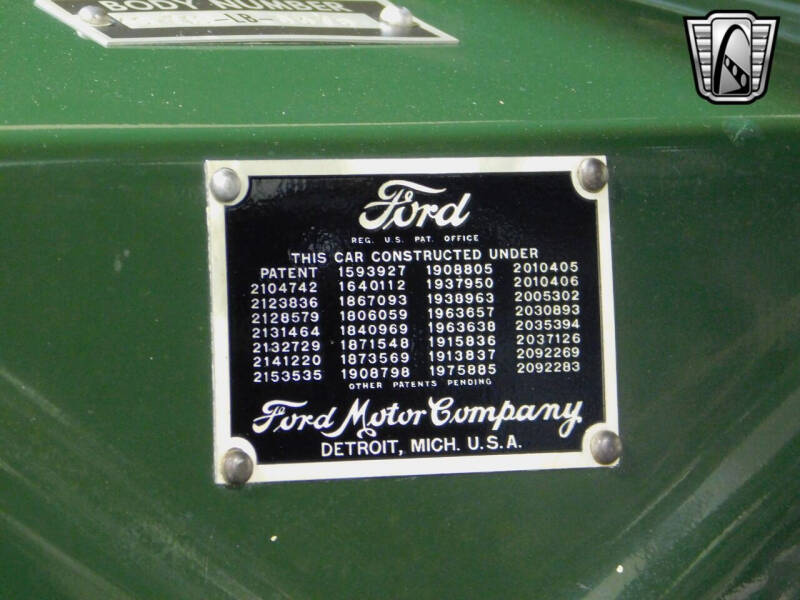 BODY NUMBER
Ford
REG. U.S. PAT. OFFICE
THIS CAR CONSTRUCTED UNDER
PATENT 1593927 1908805 2010405
2104742 1640112 1937950 2010406
2123836 1867093 1938963 2005302
2128579 1806059 1963657 2030893
2131464 1840969 1963638 2035394
2132729 1871548 1915836 2037126
2141220 1873569 1913837 2092269
2153535 1908798 1975885 2092283
OTHER PATENTS PENDING
Ford Motor Company
DETROIT, MICH. U.S.A.